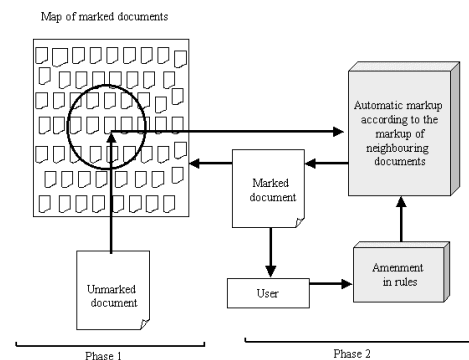 Map of marked documents
Automatic markup
according to the
markup of
neighbouring
documents
Marked
document
Unmarked
document
User
Amenment
in rules
Phase 1
Phase 2